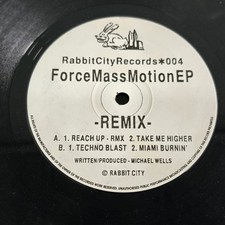 RabbitCityRecords*004
ForceMassMotionEP
-REMIX-
A. 1. REACH UP - RMX 2. TAKE ME HIGHER
B. 1. TECHNO BLAST 2. MIAMI BURNIN'
WRITTEN/PRODUCED - MICHAEL WELLS
© RABBIT CITY